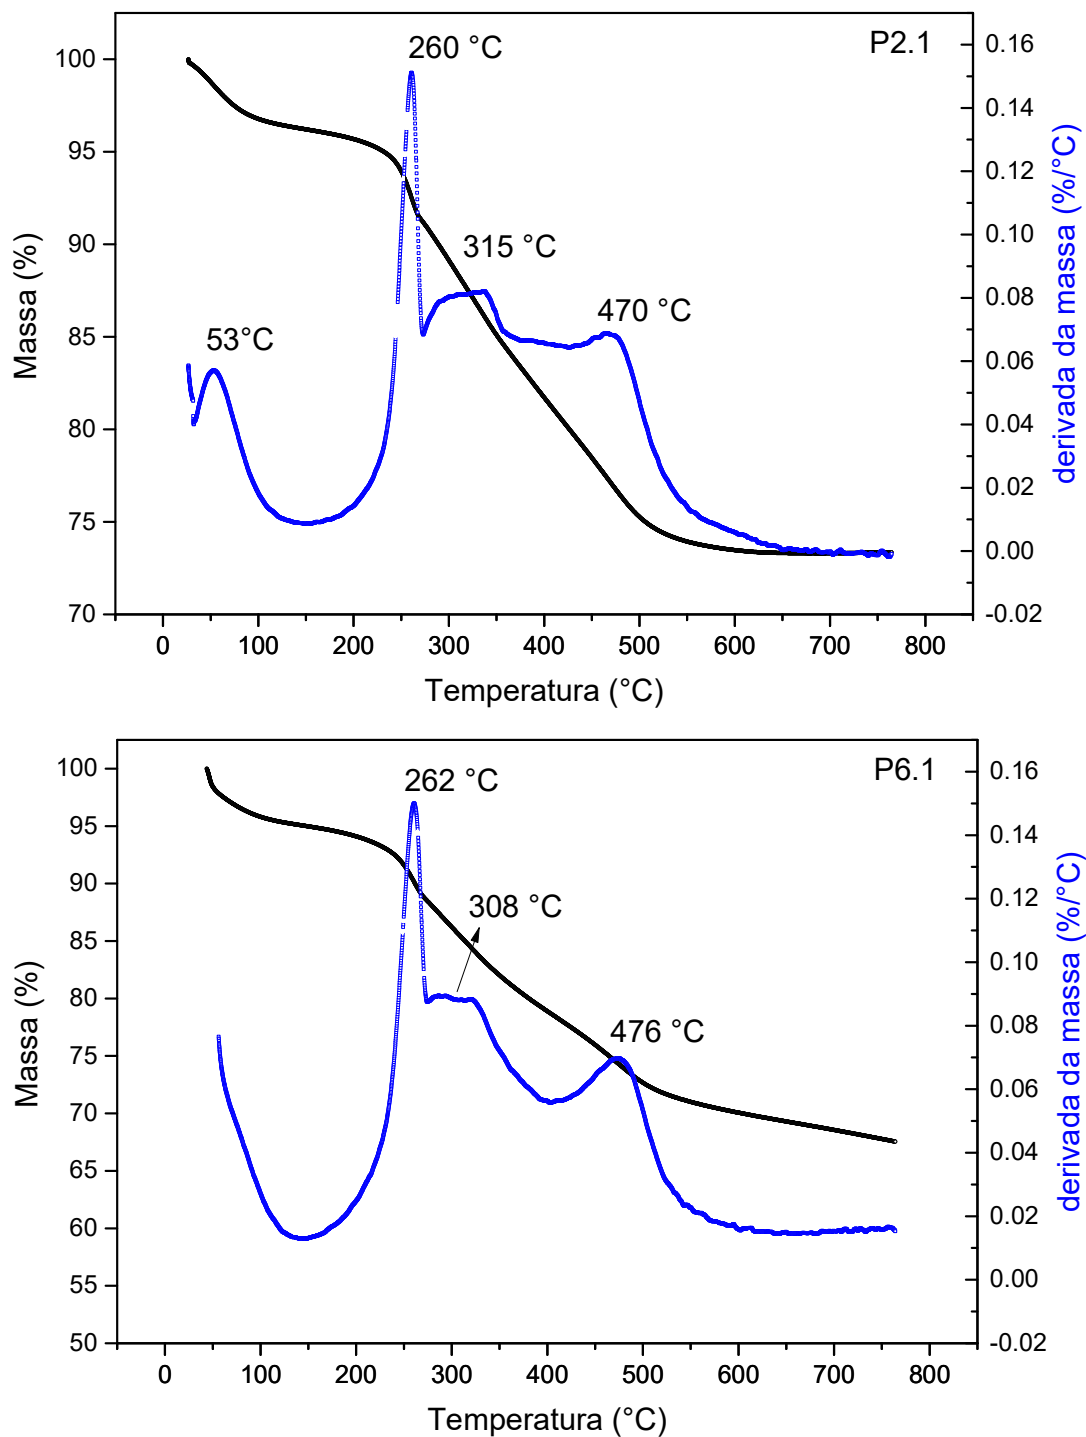 P2.1
260 °C
315 °C
470 °C
53°C
100
95
90
85
80
75
70
Massa (%)
0.16
0.14
0.12
0.10
0.08
0.06
0.04
0.02
0.00
-0.02
derivada da massa (%/°C)
0 100 200 300 400 500 600 700 800
Temperatura (°C)
P6.1
262 °C
308 °C
476 °C
100
95
90
85
80
75
70
65
60
55
50
Massa (%)
0.16
0.14
0.12
0.10
0.08
0.06
0.04
0.02
0.00
-0.02
derivada da massa (%/°C)
0 100 200 300 400 500 600 700 800
Temperatura (°C)